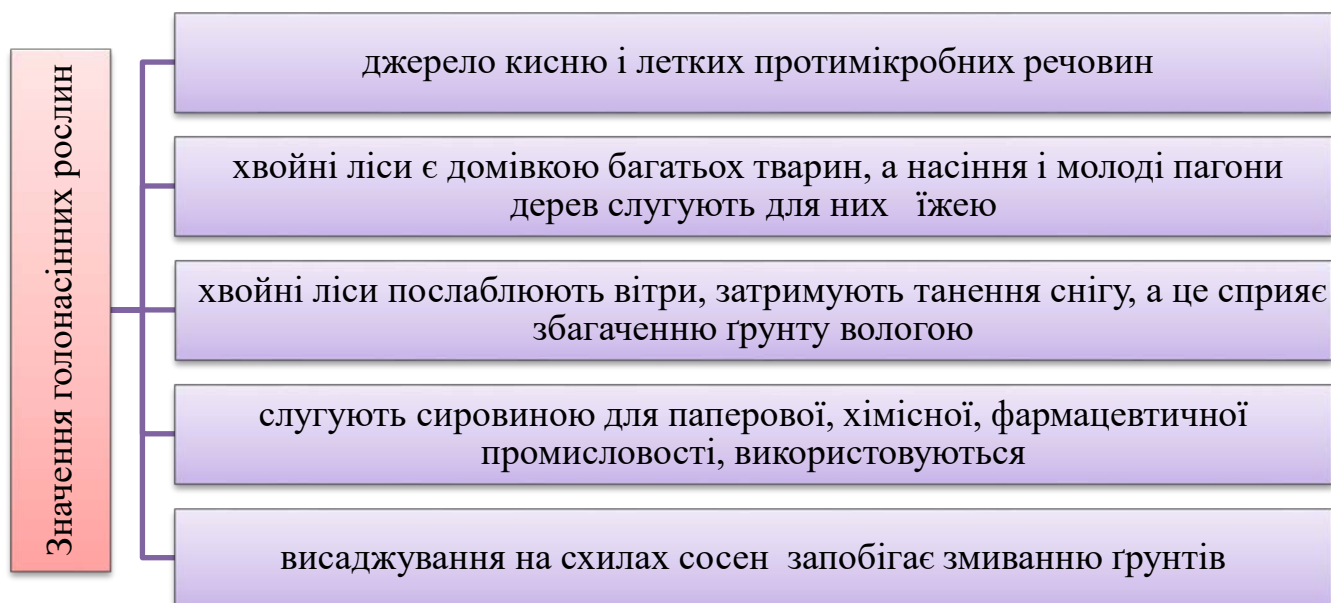 Значення голонасінних рослин
джерело кисню і летких протимікробних речовин
хвойні ліси є домівкою багатьох тварин, а насіння і молоді пагони
дерев слугують для них їжею
хвойні ліси послаблюють вітри, затримують танення снігу, а це сприяє
збагаченню ґрунту вологою
слугують сировиною для паперової, хімісної, фармацевтичної
промисловості, використовуються
висаджування на схилах сосен запобігає змиванню ґрунтів